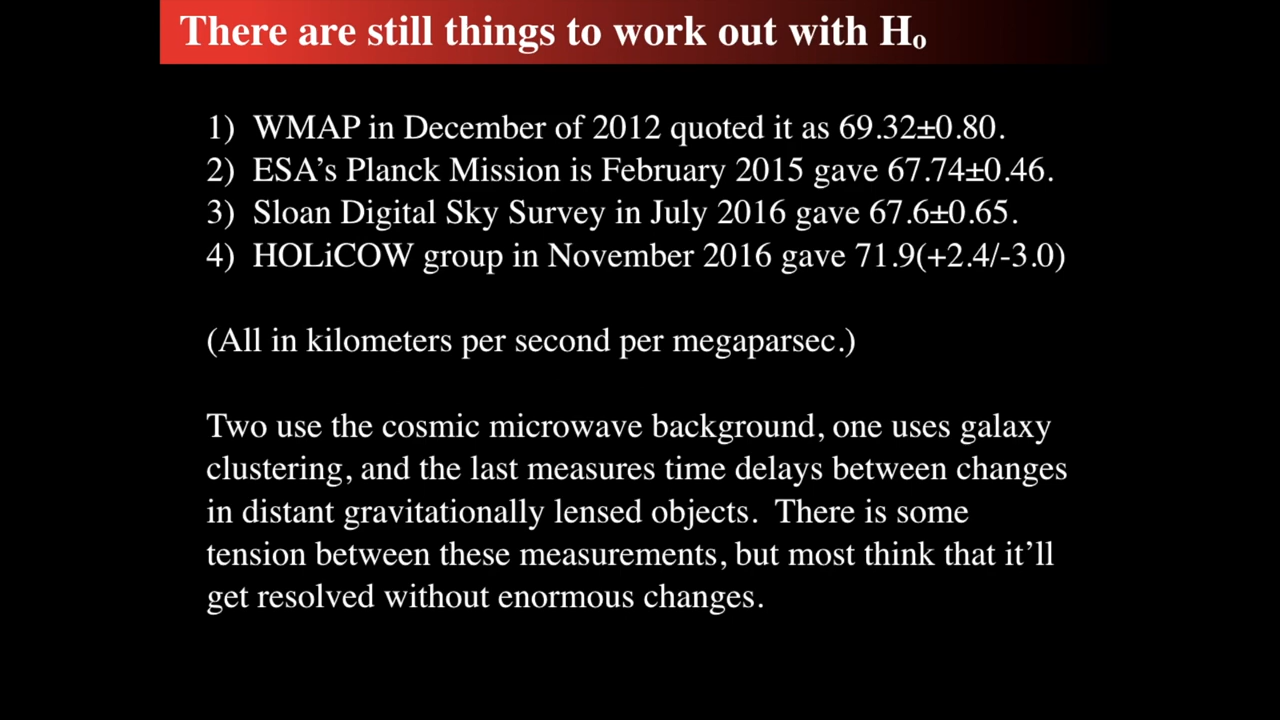 There are still things to work out with Ho
1) WMAP in December of 2012 quoted it as 69.32±0.80.
2) ESA’s Planck Mission is February 2015 gave 67.74±0.46.
3) Sloan Digital Sky Survey in July 2016 gave 67.6±0.65.
4) HOLiCOW group in November 2016 gave 71.9(+2.4/-3.0)
(All in kilometers per second per megaparsec.)
Two use the cosmic microwave background, one uses galaxy
clustering, and the last measures time delays between changes
in distant gravitationally lensed objects. There is some
tension between these measurements, but most think that it’ll
get resolved without enormous changes.